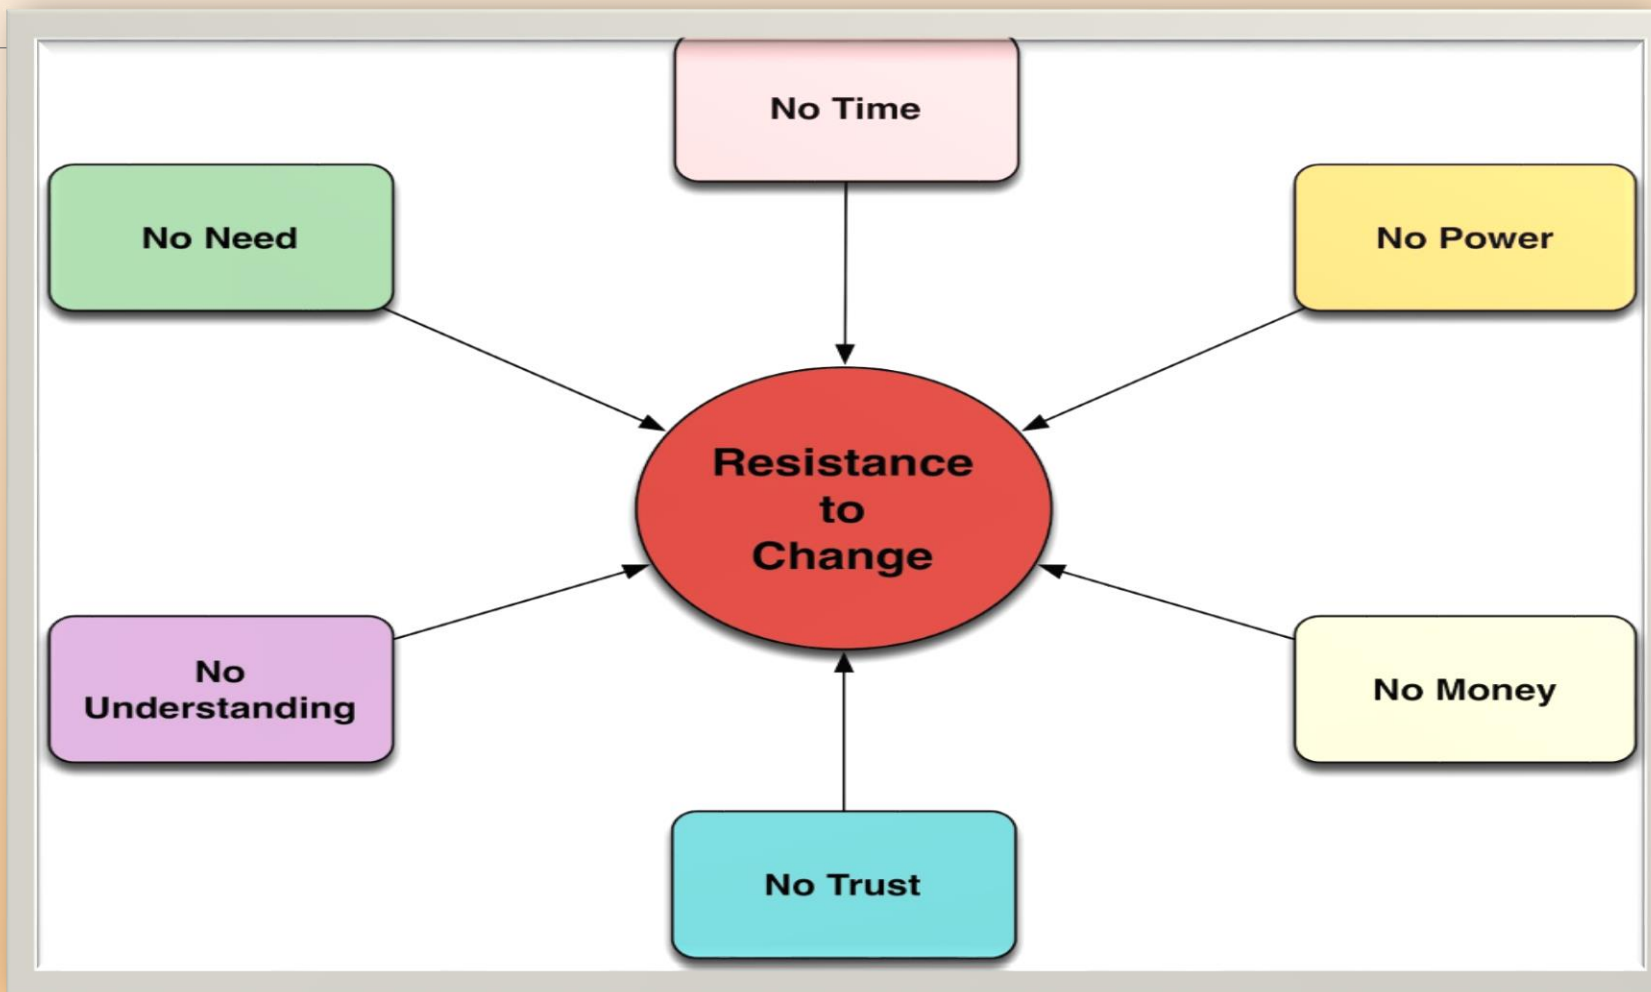 No Time
No Need
No Power
Resistance
to
Change
No
Understanding
No Money
No Trust